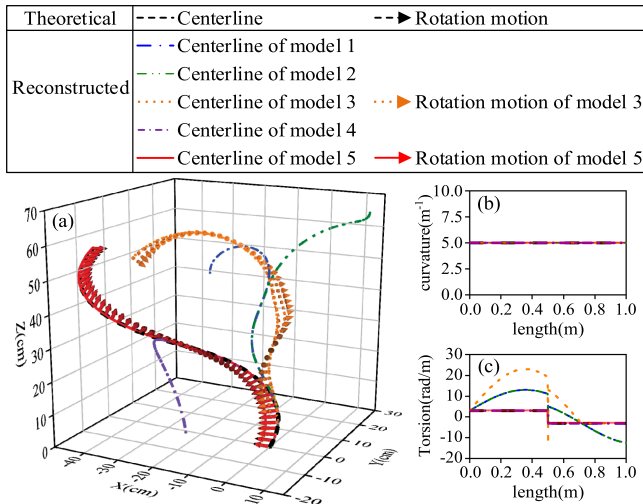 Theoretical Centerline Rotation motion
Reconstructed
Centerline of model 1
Centerline of model 2
Centerline of model 3 Rotation motion of model 3
Centerline of model 4
Centerline of model 5 Rotation motion of model 5
(a)
70
60
50
40
30
20
10
0
Z(cm)
-40
-30
-20
-10
0
10
X(cm)
-20
-10
0
10
20
30
Y(cm)
(b)
10.0
7.5
5.0
2.5
0.0
curvature(m⁻¹)
0.0 0.2 0.4 0.6 0.8 1.0
length(m)
(c)
30
20
10
0
-10
-20
Torsion(rad/m)
0.0 0.2 0.4 0.6 0.8 1.0
length(m)